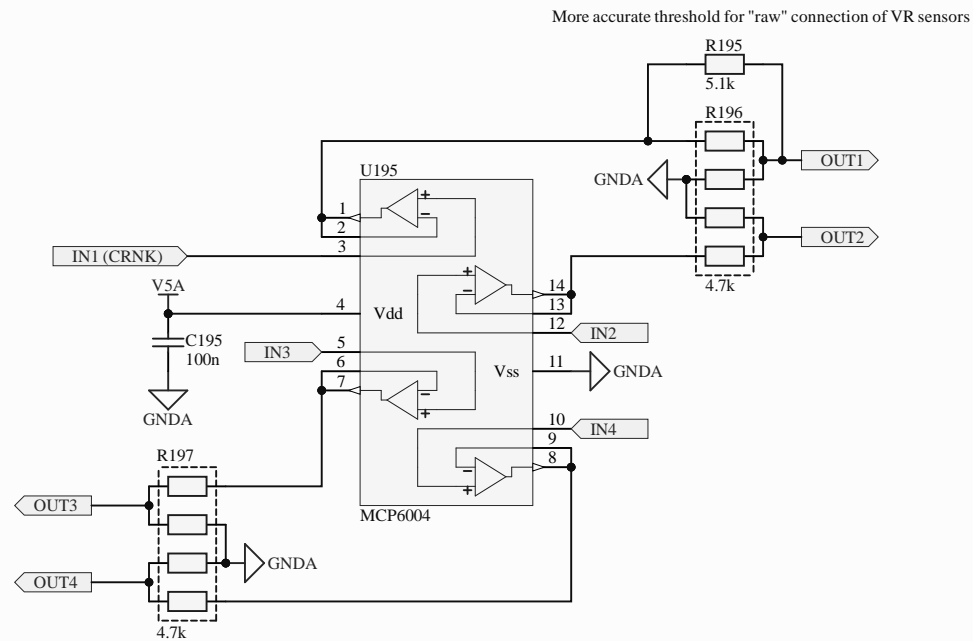 More accurate threshold for "raw" connection of VR sensors
R195
5.1k
R196
OUT1
GNDA
U195
1
2
3
IN1 (CRNK)
OUT2
14
13
4.7k
V5A
4
Vdd
12
IN2
C195
100n
IN3
5
6
7
Vss
11
GNDA
GNDA
10
IN4
9
8
R197
OUT3
MCP6004
GNDA
OUT4
4.7k
+
−
+
−
−
+
−
+